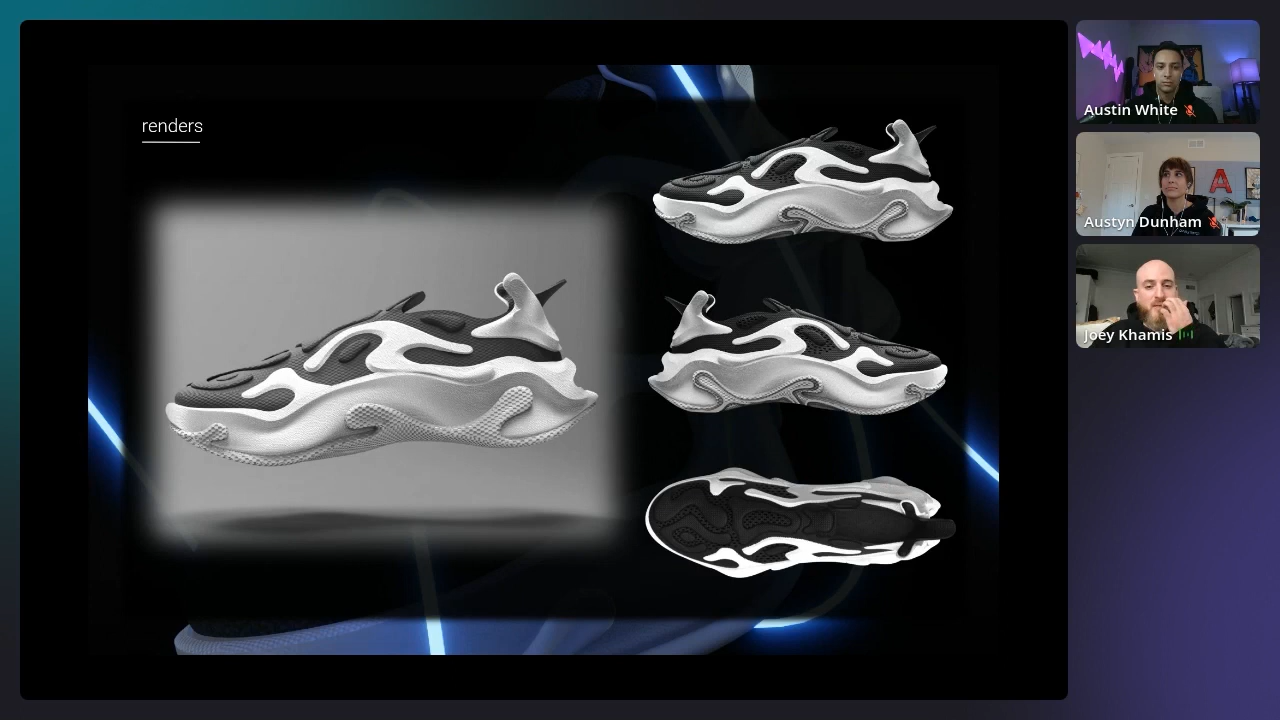 renders
Austin White
Austyn Dunham
Joey Khamis
A